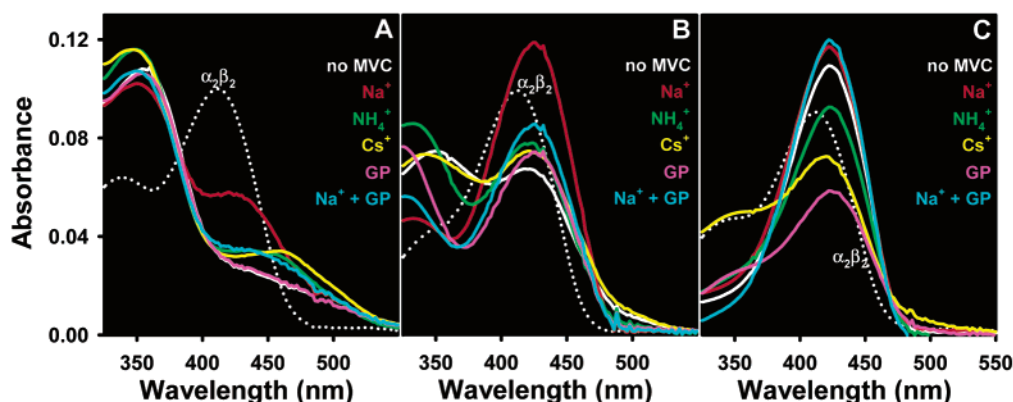 Absorbance
0.12
0.08
0.04
0.00
A
α₂β₂
no MVC
Na⁺
NH₄⁺
Cs⁺
GP
Na⁺ + GP
350 400 450 500
Wavelength (nm)
B
α₂β₂
no MVC
Na⁺
NH₄⁺
Cs⁺
GP
Na⁺ + GP
350 400 450 500
Wavelength (nm)
C
no MVC
Na⁺
NH₄⁺
Cs⁺
GP
Na⁺ + GP
α₂β₂
350 400 450 500 550
Wavelength (nm)